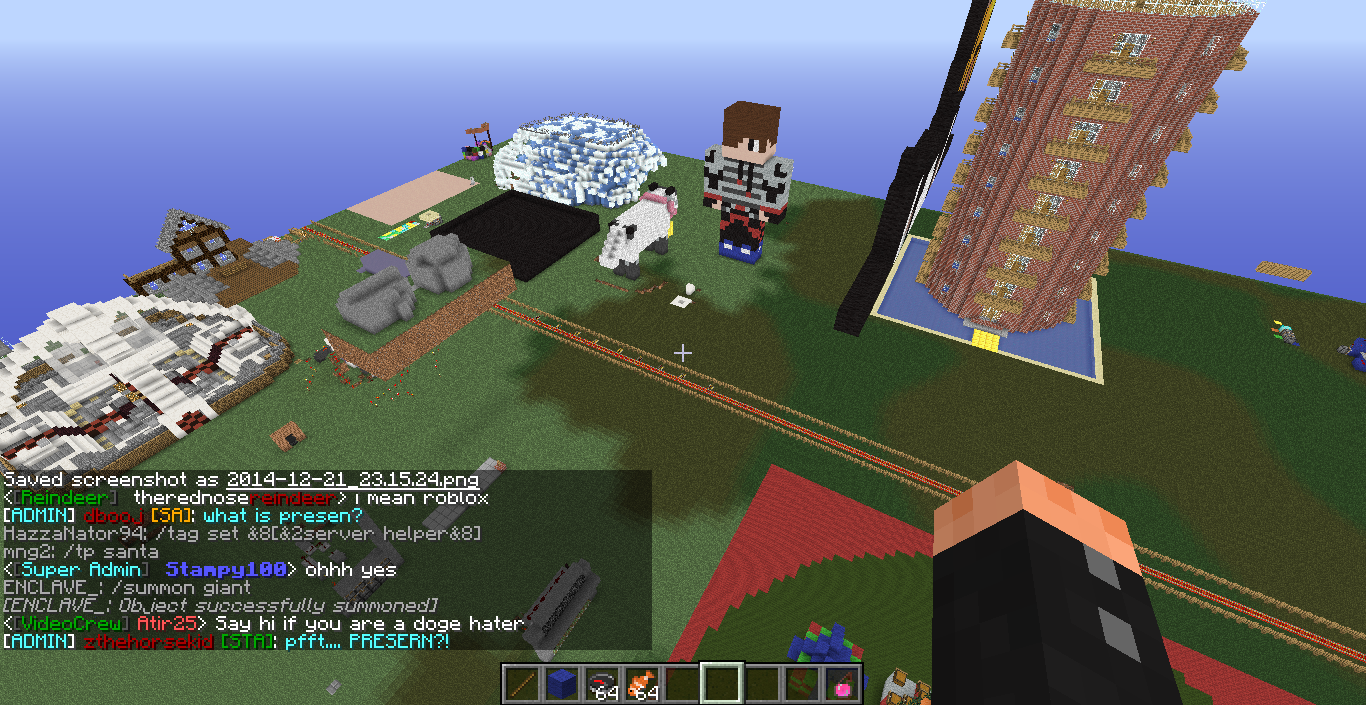 Saved screenshot as 2014-12-21_23.15.24.png
<[Reindeer] therednosereindeer> i mean roblox
[ADMIN] dbooj [SA]: what is presen?
HazzaNator94: /tag set &8[&2server helper&8]
mng2: /tp santa
<[Super Admin] Stampy100> ohhh yes
ENCLAVE_: /summon giant
[ENCLAVE_: Object successfully summoned]
<[VideoCrew] Atir25> Say hi if you are a doge hater
[ADMIN] zthehorsekid [STA]: pfft.... PRESERN?!
64 64